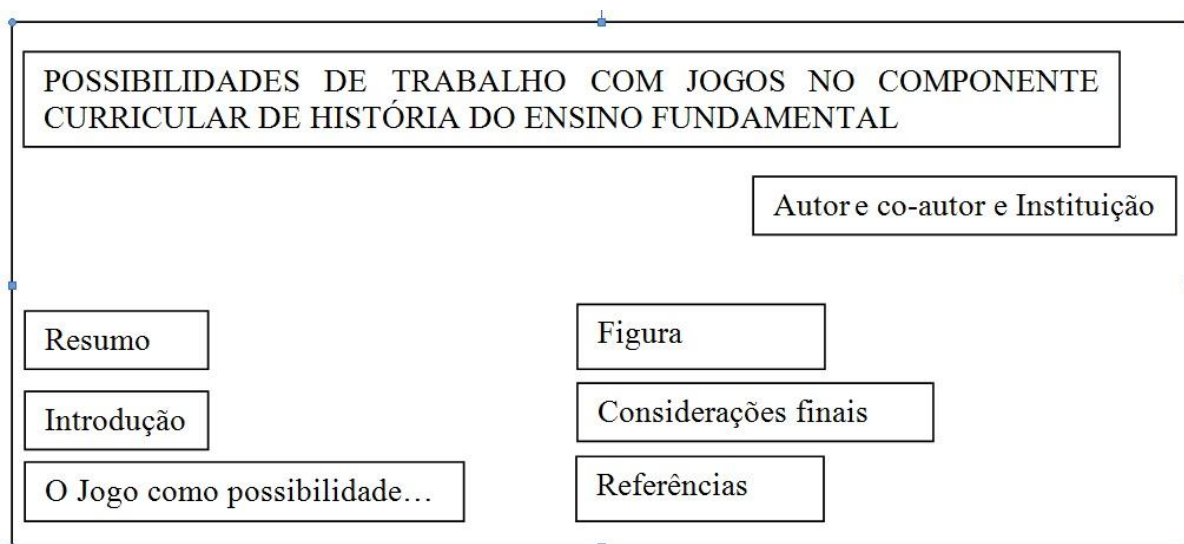 POSSIBILIDADES DE TRABALHO COM JOGOS NO COMPONENTE
CURRICULAR DE HISTÓRIA DO ENSINO FUNDAMENTAL
Autor e co-autor e Instituição
Resumo
Introdução
O Jogo como possibilidade…
Figura
Considerações finais
Referências